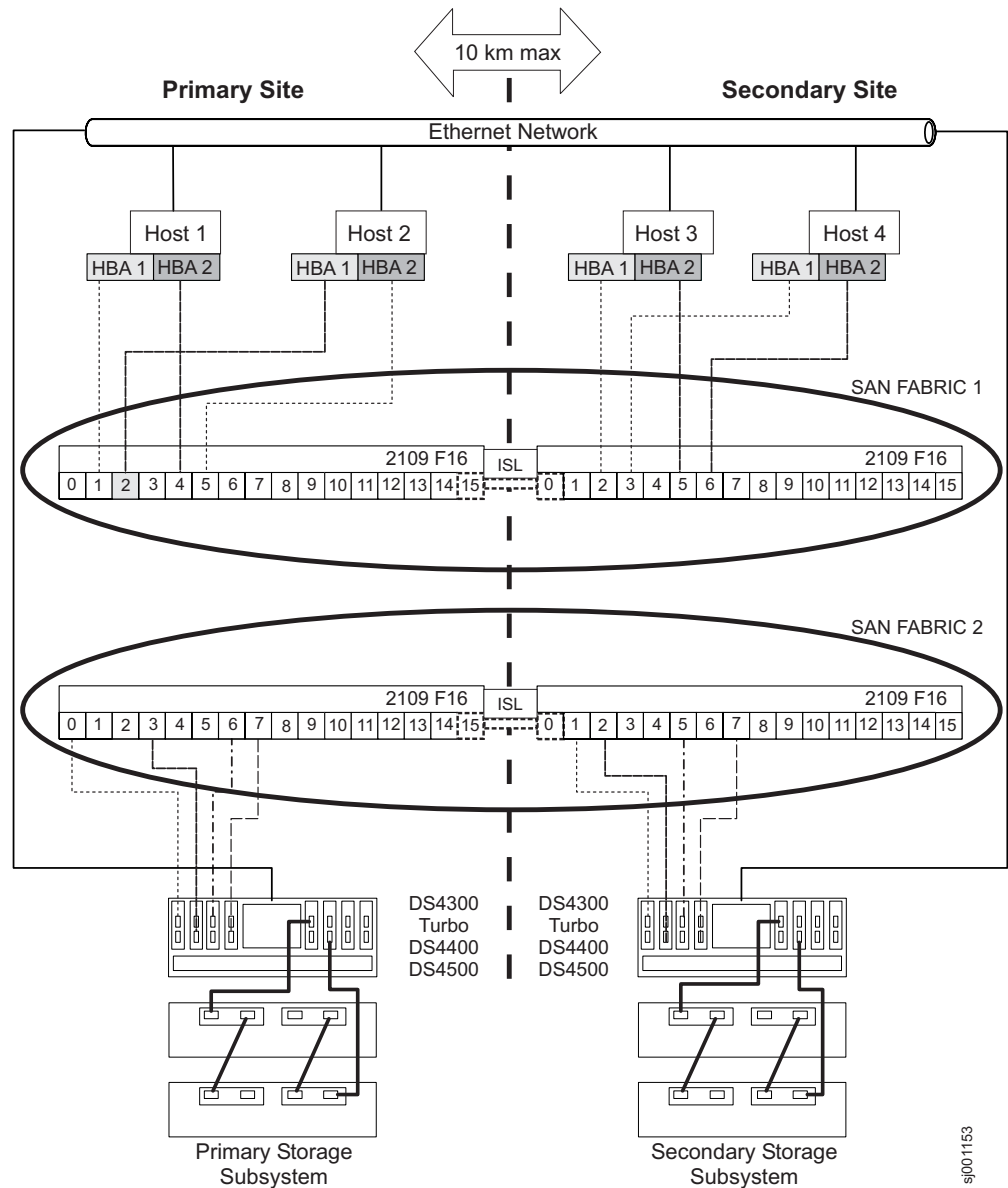 10 km max
Primary Site Secondary Site
Ethernet Network
Host 1 Host 2 Host 3 Host 4
HBA 1 HBA 2 HBA 1 HBA 2 HBA 1 HBA 2 HBA 1 HBA 2
SAN FABRIC 1
2109 F16 ISL 2109 F16
0 1 2 3 4 5 6 7 8 9 10 11 12 13 14 15 0 1 2 3 4 5 6 7 8 9 10 11 12 13 14 15
SAN FABRIC 2
2109 F16 ISL 2109 F16
0 1 2 3 4 5 6 7 8 9 10 11 12 13 14 15 0 1 2 3 4 5 6 7 8 9 10 11 12 13 14 15
DS4300 DS4300
Turbo Turbo
DS4400 DS4400
DS4500 DS4500
Primary Storage Secondary Storage
Subsystem Subsystem
sj001153